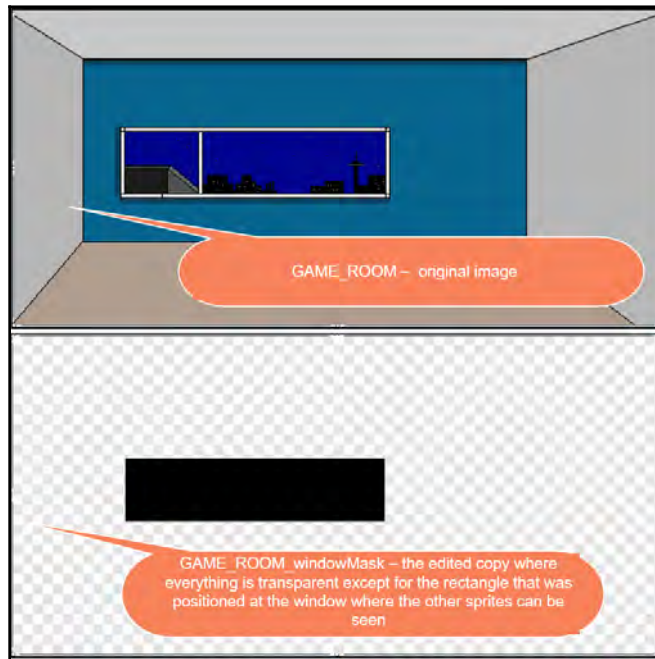 GAME_ROOM – original image
GAME_ROOM_windowMask – the edited copy where
everything is transparent except for the rectangle that was
positioned at the window where the other sprites can be
seen